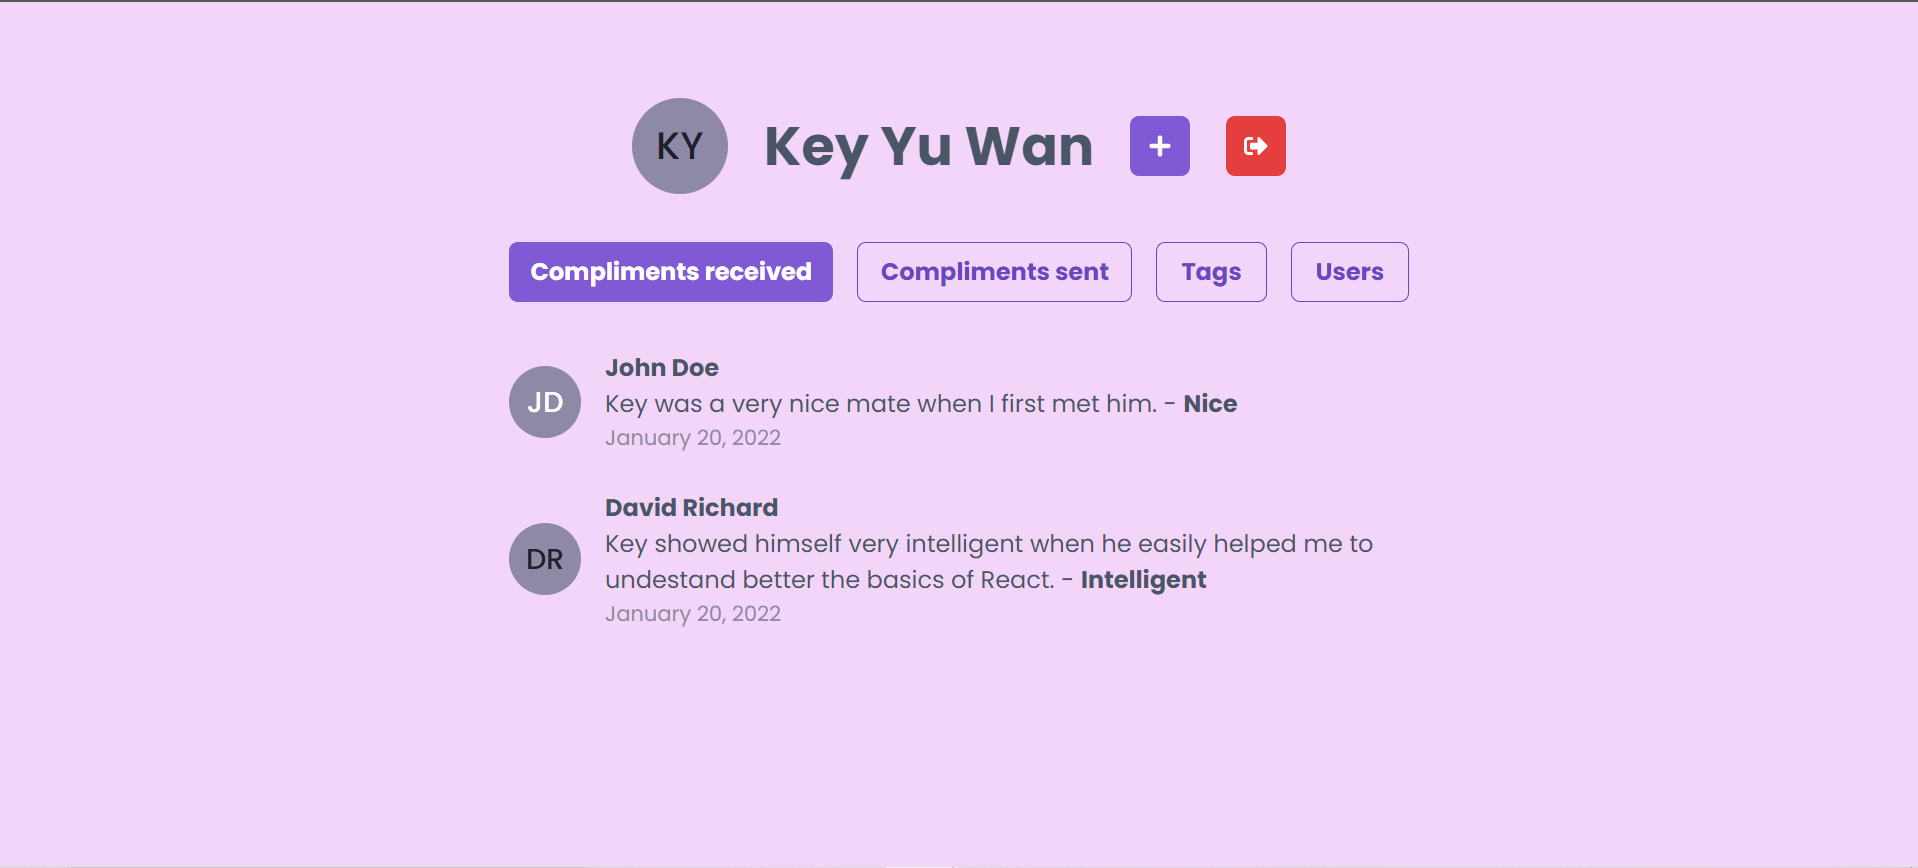 KY
Key Yu Wan
Compliments received
Compliments sent
Tags
Users
JD
John Doe
Key was a very nice mate when I first met him. - Nice
January 20, 2022
DR
David Richard
Key showed himself very intelligent when he easily helped me to
undestand better the basics of React. - Intelligent
January 20, 2022